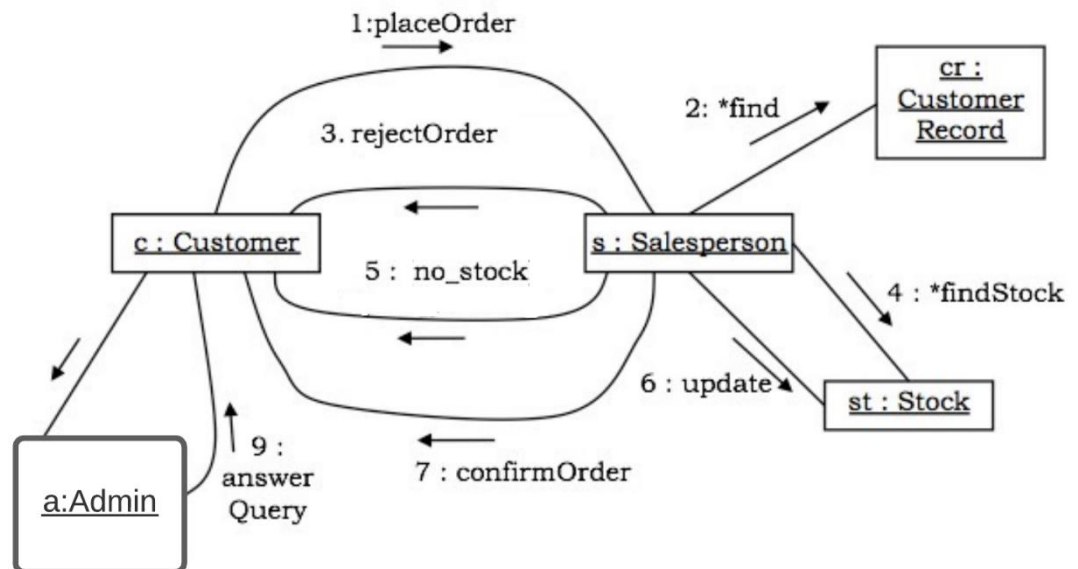 1:placeOrder
cr :
Customer
Record
2: *find
3. rejectOrder
c : Customer
s : Salesperson
5 : no_stock
4 : *findStock
6 : update
st : Stock
9 :
answer
Query
7 : confirmOrder
a:Admin